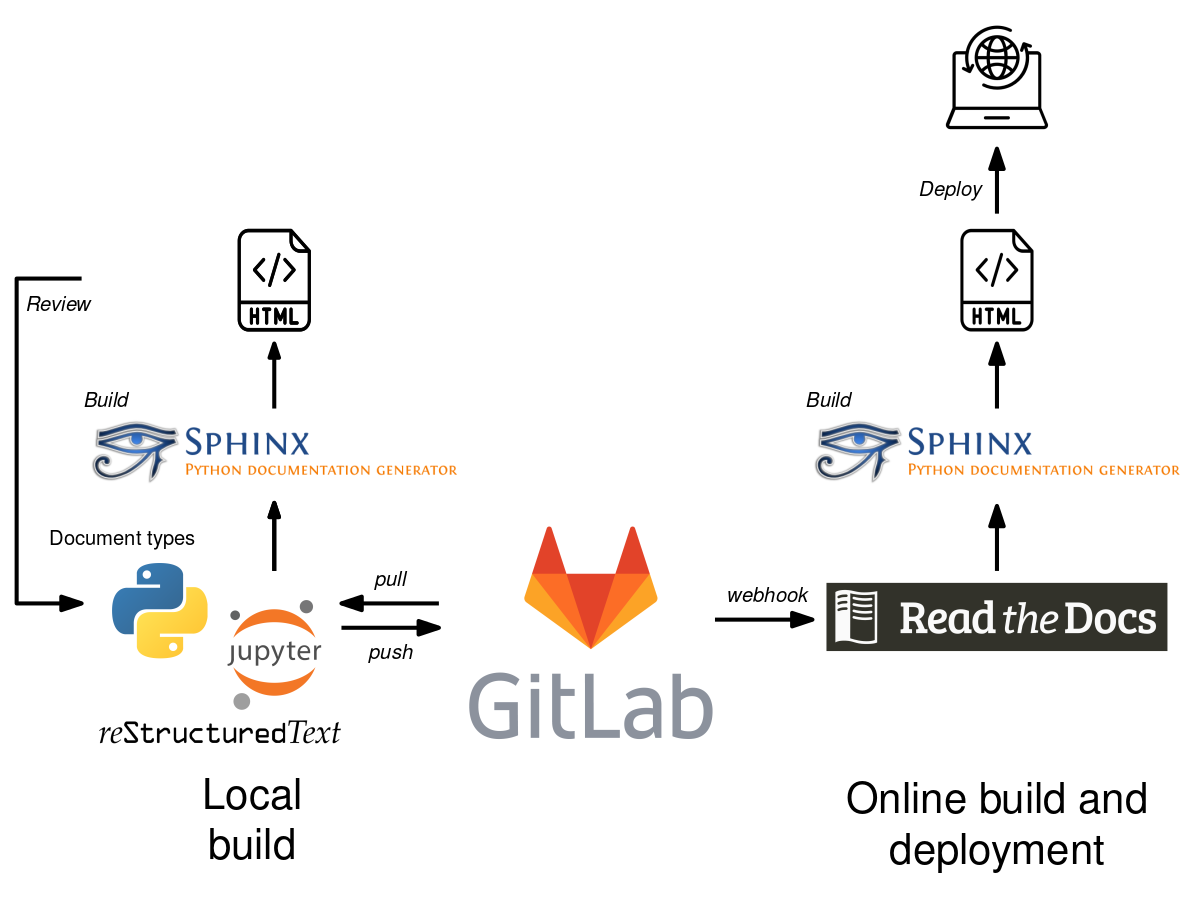 Deploy
Review
HTML
HTML
Build
SPHINX
PYTHON DOCUMENTATION GENERATOR
Build
SPHINX
PYTHON DOCUMENTATION GENERATOR
Document types
pull
push
jupyter
reStructuredText
GitLab
webhook
Read the Docs
Local
build
Online build and
deployment